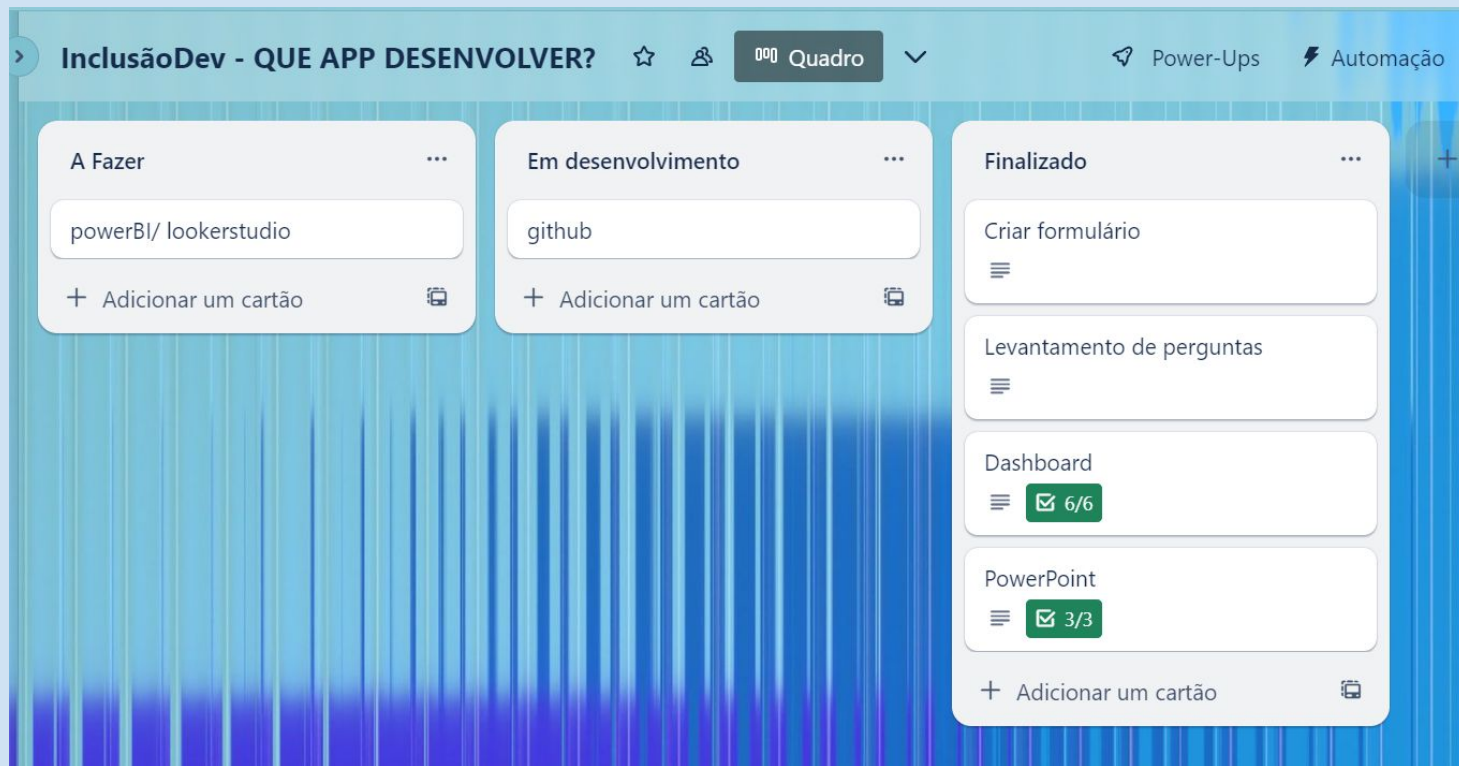 InclusãoDev - QUE APP DESENVOLVER?
Quadro
Power-Ups
Automação
A Fazer
powerBI/ lookerstudio
Adicionar um cartão
Em desenvolvimento
github
Adicionar um cartão
Finalizado
Criar formulário
Levantamento de perguntas
Dashboard
6/6
PowerPoint
3/3
Adicionar um cartão